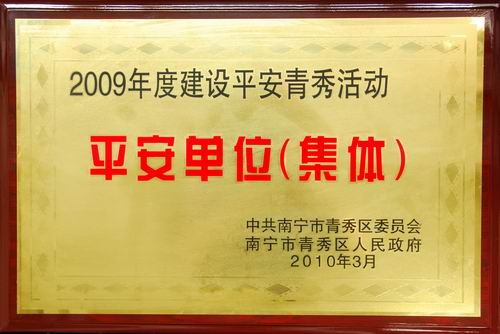 2009年度建设平安青秀活动
平安单位(集体)
中共南宁市青秀区委员会
南宁市青秀区人民政府
2010年3月